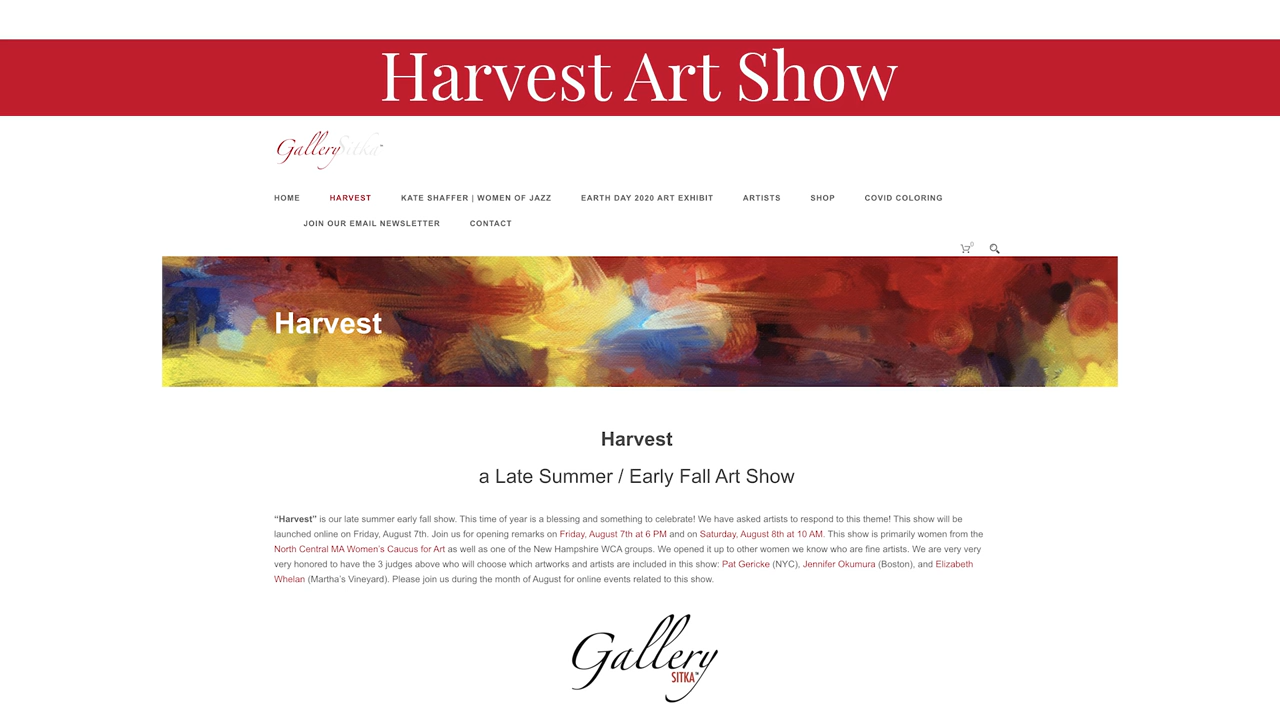 Harvest Art Show
Gallery Sitka™
HOME HARVEST KATE SHAFFER | WOMEN OF JAZZ EARTH DAY 2020 ART EXHIBIT ARTISTS SHOP COVID COLORING
JOIN OUR EMAIL NEWSLETTER CONTACT
0
Harvest
Harvest
a Late Summer / Early Fall Art Show
“Harvest” is our late summer early fall show. This time of year is a blessing and something to celebrate! We have asked artists to respond to this theme! This show will be
launched online on Friday, August 7th. Join us for opening remarks on Friday, August 7th at 6 PM and on Saturday, August 8th at 10 AM. This show is primarily women from the
North Central MA Women’s Caucus for Art as well as one of the New Hampshire WCA groups. We opened it up to other women we know who are fine artists. We are very very
very honored to have the 3 judges above who will choose which artworks and artists are included in this show: Pat Gericke (NYC), Jennifer Okumura (Boston), and Elizabeth
Whelan (Martha’s Vineyard). Please join us during the month of August for online events related to this show.
Gallery
SITKA™